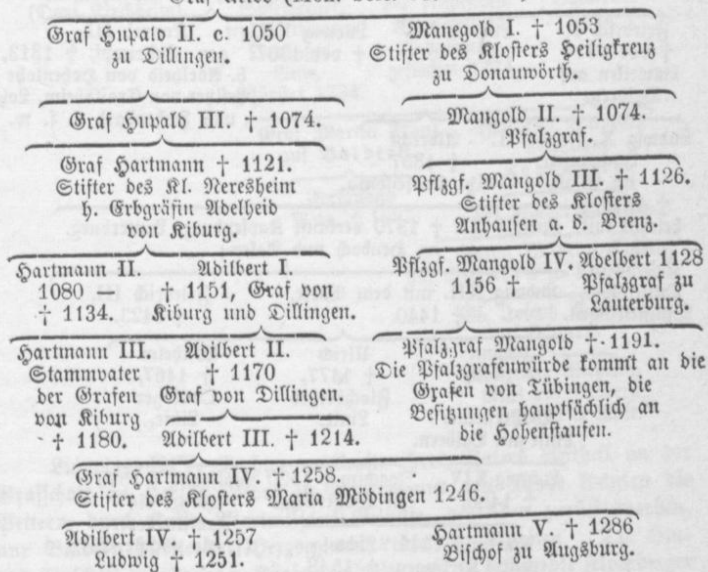 Graf Hupald II. c. 1050
zu Dillingen.
Manegold I. † 1053
Stifter des Klosters Heiligkreuz
zu Donauwörth.
Graf Hupald III. † 1074.
Mangold II. † 1074.
Pfalzgraf.
Graf Hartmann † 1121.
Stifter des Kl. Neresheim
h. Erbgräfin Adelheid
von Kiburg.
Pflzgf. Mangold III. † 1126.
Stifter des Klosters
Anhausen a. d. Brenz.
Hartmann II.
1080 —
† 1134.
Adilbert I.
† 1151, Graf von
Kiburg und Dillingen.
Pflzgf. Mangold IV.
1156 †
Adelbert 1128
Pfalzgraf zu
Lauterburg.
Hartmann III.
Stammvater
der Grafen
von Kiburg
† 1180.
Adilbert II.
† 1170
Graf von Dillingen.
Adilbert III. † 1214.
Pfalzgraf Mangold † 1191.
Die Pfalzgrafenwürde kommt an die
Grafen von Tübingen, die
Besitzungen hauptsächlich an
die Hohenstaufen.
Graf Hartmann IV. † 1258.
Stifter des Klosters Maria Mödingen 1246.
Adilbert IV. † 1257
Ludwig † 1251.
Hartmann V. † 1286
Bischof zu Augsburg.